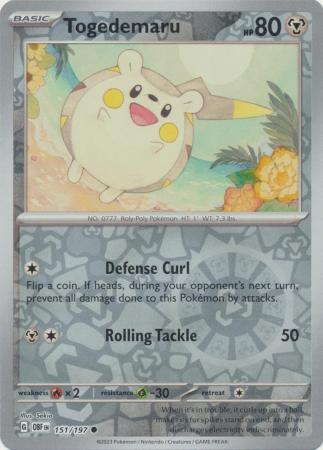 BASIC
Togedemaru
HP 80
NO. 0777 Roly-Poly Pokémon HT: 1' WT: 7.3 lbs.
Defense Curl
Flip a coin. If heads, during your opponent's next turn,
prevent all damage done to this Pokémon by attacks.
Rolling Tackle 50
weakness ×2 resistance -30 retreat
Illus. Sekio
G OBF EN 151/197
When it's in trouble, it curls up into a ball,
makes its fur spikes stand on end, and then
discharges electricity indiscriminately.
©2023 Pokémon / Nintendo / Creatures / GAME FREAK